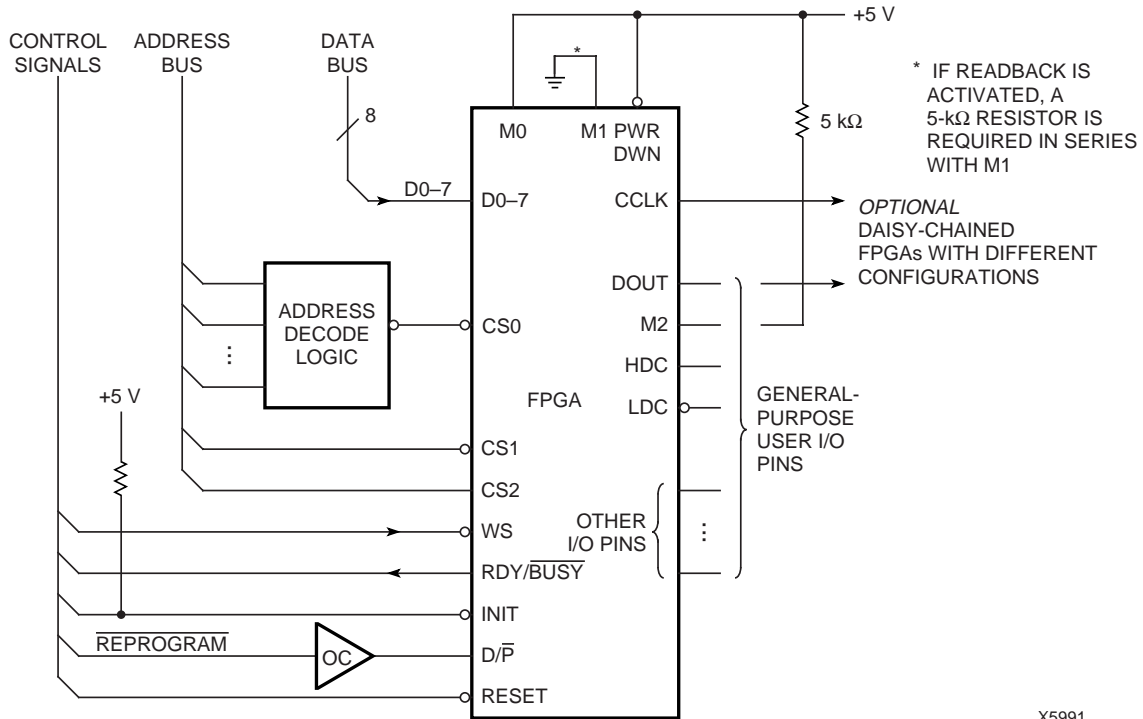 +5 V
CONTROL
SIGNALS
ADDRESS
BUS
DATA
BUS
*
* IF READBACK IS
ACTIVATED, A
5-kΩ RESISTOR IS
REQUIRED IN SERIES
WITH M1
8
M0
M1
PWR
DWN
5 kΩ
D0–7
D0–7
CCLK
OPTIONAL
DAISY-CHAINED
FPGAs WITH DIFFERENT
CONFIGURATIONS
ADDRESS
DECODE
LOGIC
⋮
CS0
DOUT
M2
HDC
LDC
FPGA
GENERAL-
PURPOSE
USER I/O
PINS
+5 V
CS1
CS2
WS
RDY/B̅U̅S̅Y̅
INIT
R̅E̅P̅R̅O̅G̅R̅A̅M̅
OC
D/P̅
RESET
OTHER
I/O PINS
⋮
X5991